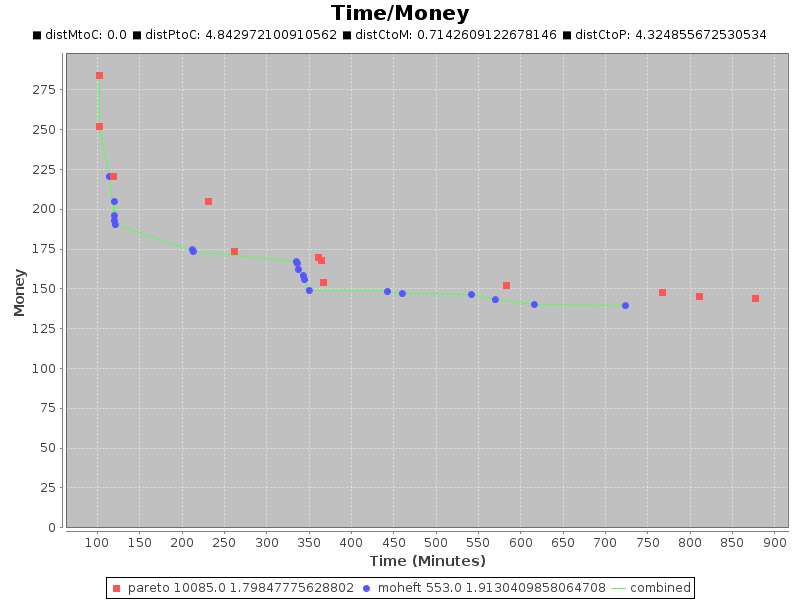 Time/Money
distMtoC: 0.0 distPtoC: 4.842972100910562 distCtoM: 0.7142609122678146 distCtoP: 4.324855672530534
275
250
225
200
175
150
125
100
75
50
25
0
Money
100 150 200 250 300 350 400 450 500 550 600 650 700 750 800 850 900
Time (Minutes)
pareto 10085.0 1.79847775628802 moheft 553.0 1.9130409858064708 combined